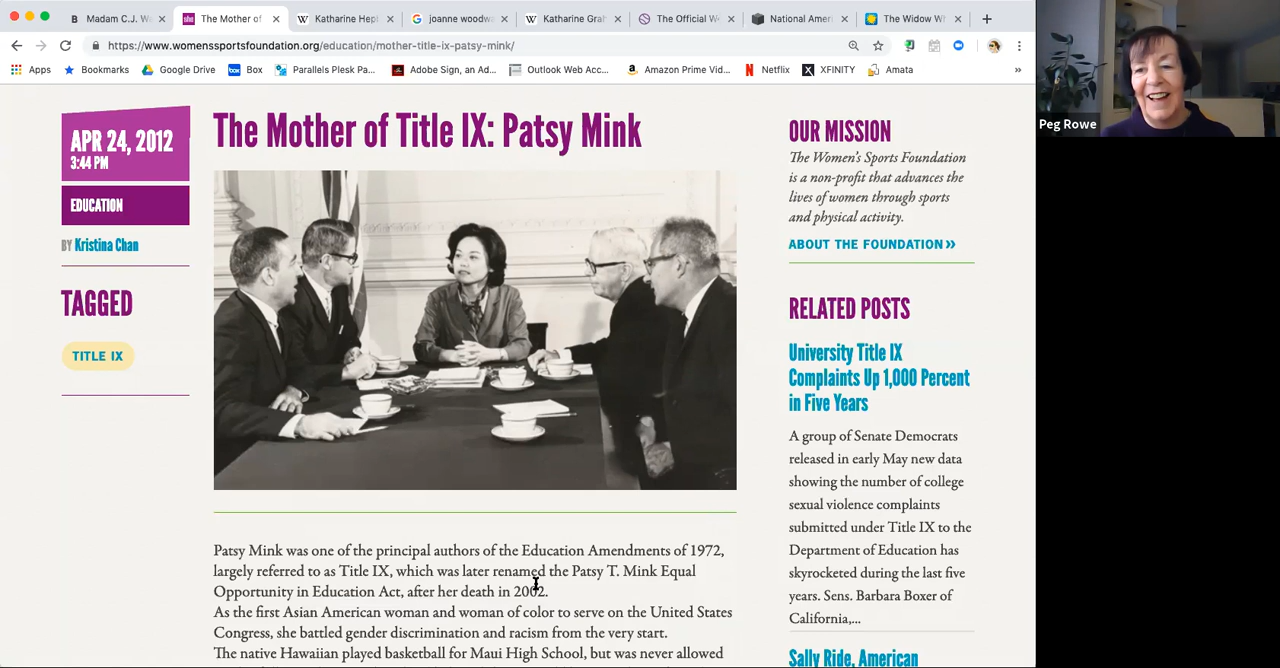 Madam C.J. W
The Mother of
Katharine Hep
joanne woodwa
Katharine Gra
The Official W
National Amer
The Widow W
https://www.womenssportsfoundation.org/education/mother-title-ix-patsy-mink/
Apps
Bookmarks
Google Drive
box
Box
Parallels Plesk Pa...
Adobe Sign, an Ad...
Outlook Web Acc...
Amazon Prime Vid...
Netflix
XFINITY
Amata
»
Peg Rowe
APR 24, 2012
3:44 PM
EDUCATION
BY Kristina Chan
TAGGED
TITLE IX
The Mother of Title IX: Patsy Mink
Patsy Mink was one of the principal authors of the Education Amendments of 1972,
largely referred to as Title IX, which was later renamed the Patsy T. Mink Equal
Opportunity in Education Act, after her death in 2002.
As the first Asian American woman and woman of color to serve on the United States
Congress, she battled gender discrimination and racism from the very start.
The native Hawaiian played basketball for Maui High School, but was never allowed
OUR MISSION
The Women's Sports Foundation
is a non-profit that advances the
lives of women through sports
and physical activity.
ABOUT THE FOUNDATION »
RELATED POSTS
University Title IX
Complaints Up 1,000 Percent
in Five Years
A group of Senate Democrats
released in early May new data
showing the number of college
sexual violence complaints
submitted under Title IX to the
Department of Education has
skyrocketed during the last five
years. Sens. Barbara Boxer of
California,...
Sally Ride, American